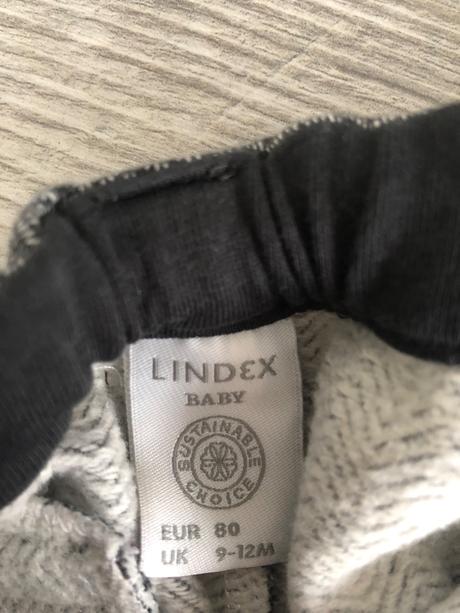 LINDEX
BABY
SUSTAINABLE
CHOICE
EUR 80
UK 9-12M